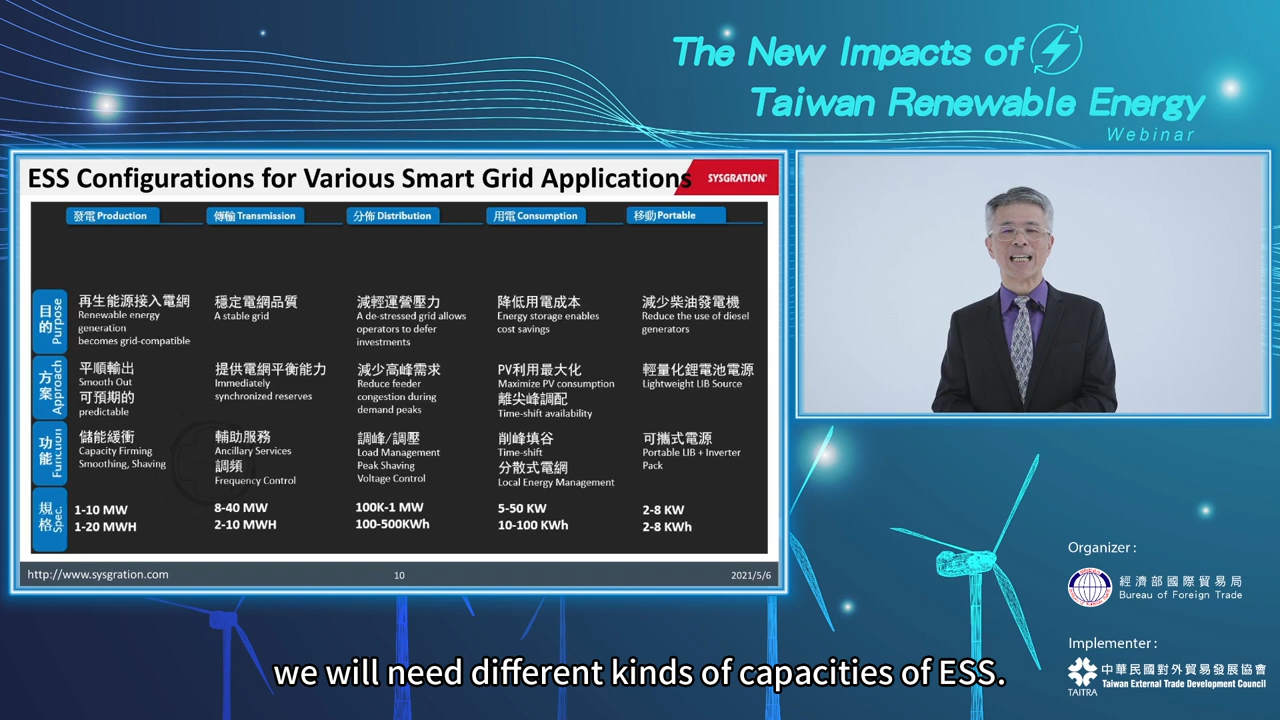 The New Impacts of
Taiwan Renewable Energy
Webinar
ESS Configurations for Various Smart Grid Applications
SYSGRATION®
發電 Production
傳輸 Transmission
分佈 Distribution
用電 Consumption
移動 Portable
目的 Purpose
再生能源接入電網
Renewable energy
generation
becomes grid-compatible
穩定電網品質
A stable grid
減輕運營壓力
A de-stressed grid allows
operators to defer
investments
降低用電成本
Energy storage enables
cost savings
減少柴油發電機
Reduce the use of diesel
generators
方案 Approach
平順輸出
Smooth Out
可預期的
predictable
提供電網平衡能力
Immediately
synchronized reserves
減少高峰需求
Reduce feeder
congestion during
demand peaks
PV利用最大化
Maximize PV consumption
離尖峰調配
Time-shift availability
輕量化鋰電池電源
Lightweight LIB Source
功能 Function
儲能緩衝
Capacity Firming
Smoothing, Shaving
輔助服務
Ancillary Services
調頻
Frequency Control
調峰/調壓
Load Management
Peak Shaving
Voltage Control
削峰填谷
Time-shift
分散式電網
Local Energy Management
可攜式電源
Portable LIB + Inverter
Pack
規格 Spec.
1-10 MW
1-20 MWH
8-40 MW
2-10 MWH
100K-1 MW
100-500KWh
5-50 KW
10-100 KWh
2-8 KW
2-8 KWh
http://www.sysgration.com
10
2021/5/6
Organizer :
經濟部國際貿易局
Bureau of Foreign Trade
Implementer :
TAITRA
中華民國對外貿易發展協會
Taiwan External Trade Development Council
we will need different kinds of capacities of ESS.